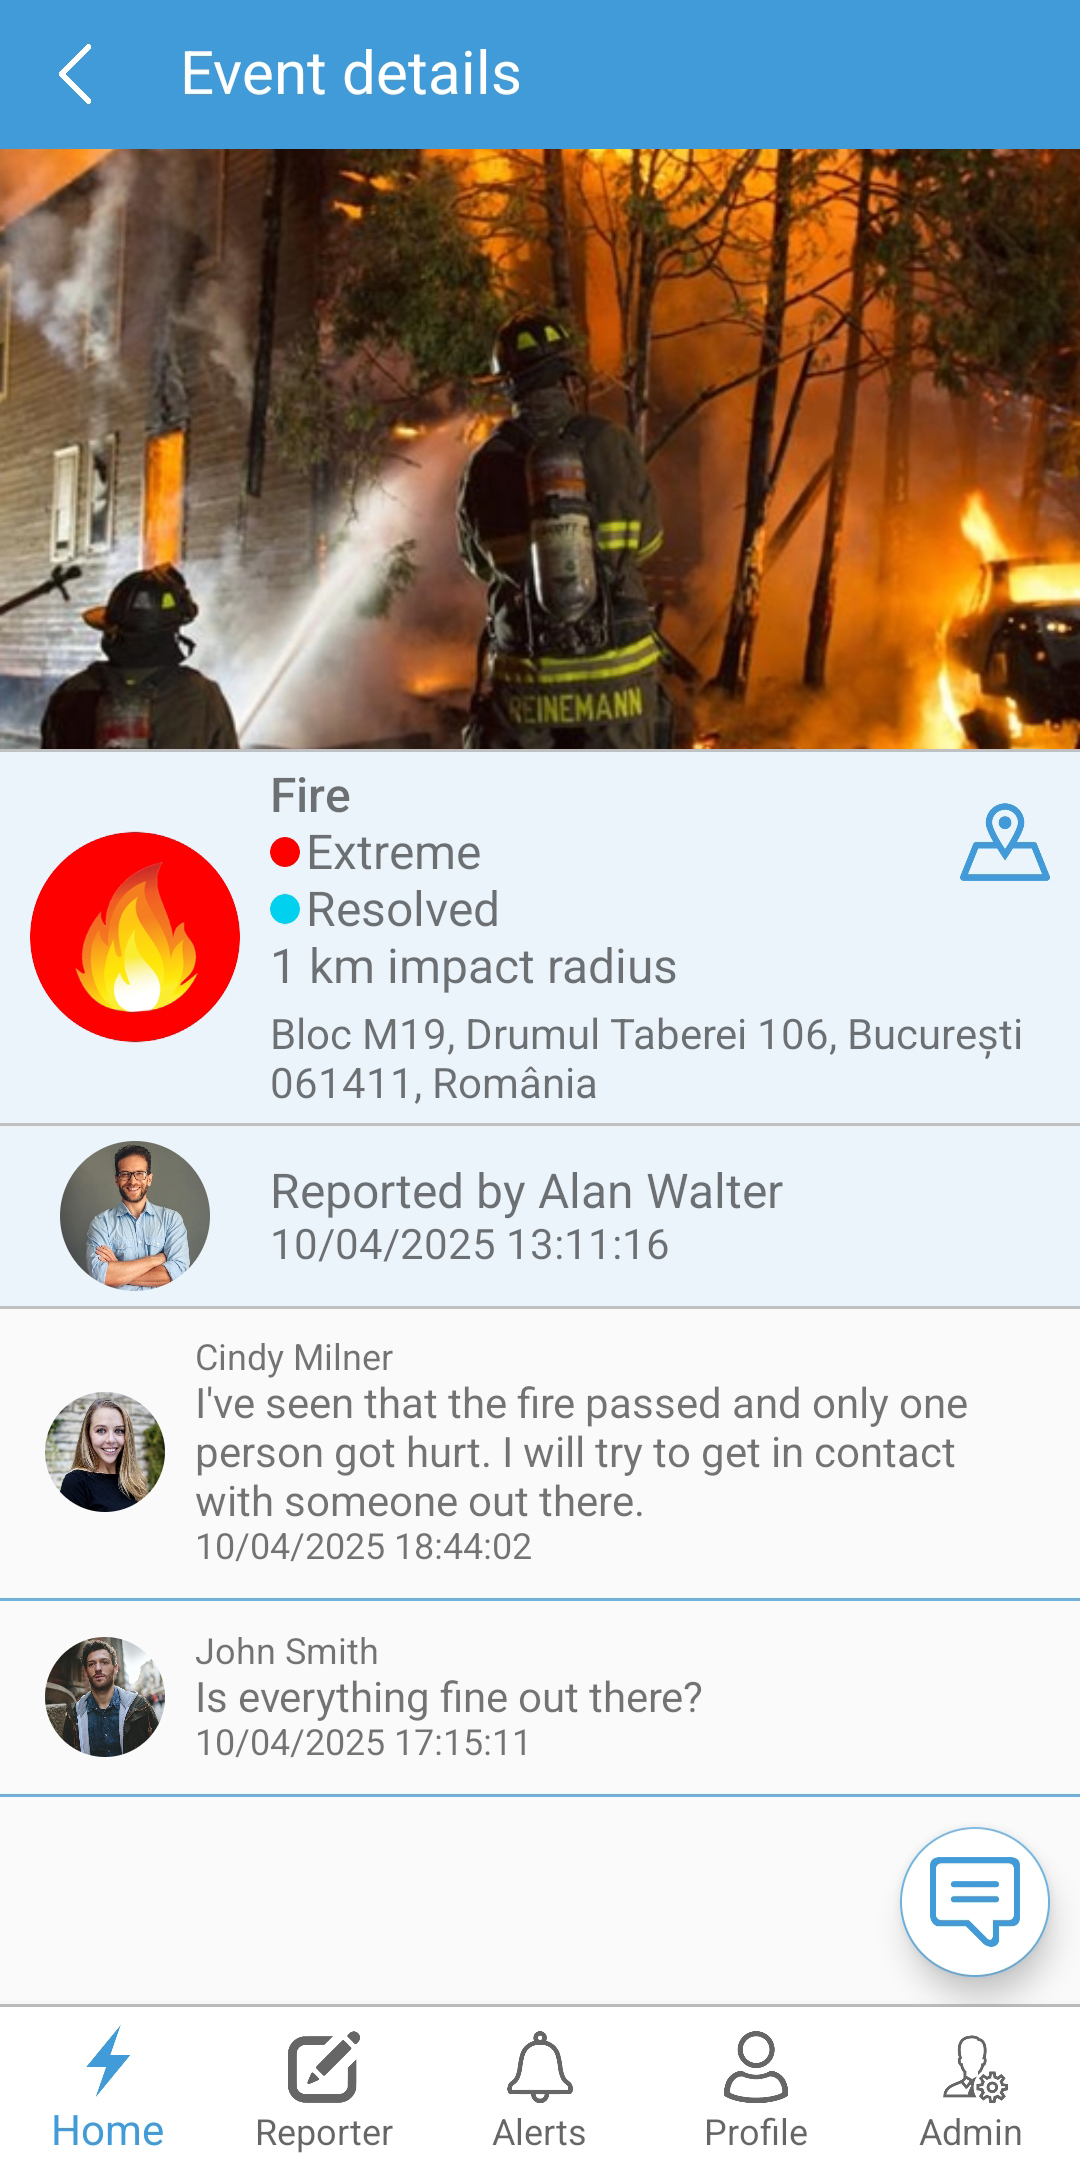 Event details
REINEMANN
Fire
Extreme
Resolved
1 km impact radius
Bloc M19, Drumul Taberei 106, București
061411, România
Reported by Alan Walter
10/04/2025 13:11:16
Cindy Milner
I've seen that the fire passed and only one
person got hurt. I will try to get in contact
with someone out there.
10/04/2025 18:44:02
John Smith
Is everything fine out there?
10/04/2025 17:15:11
Home
Reporter
Alerts
Profile
Admin